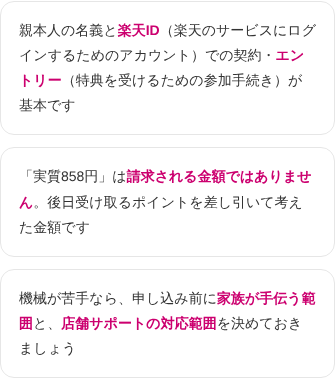 親本人の名義と楽天ID（楽天のサービスにログ
インするためのアカウント）での契約・エン
トリー（特典を受けるための参加手続き）が
基本です
「実質858円」は請求される金額ではありませ
ん。後日受け取るポイントを差し引いて考え
た金額です
機械が苦手なら、申し込み前に家族が手伝う範
囲と、店舗サポートの対応範囲を決めておき
ましょう